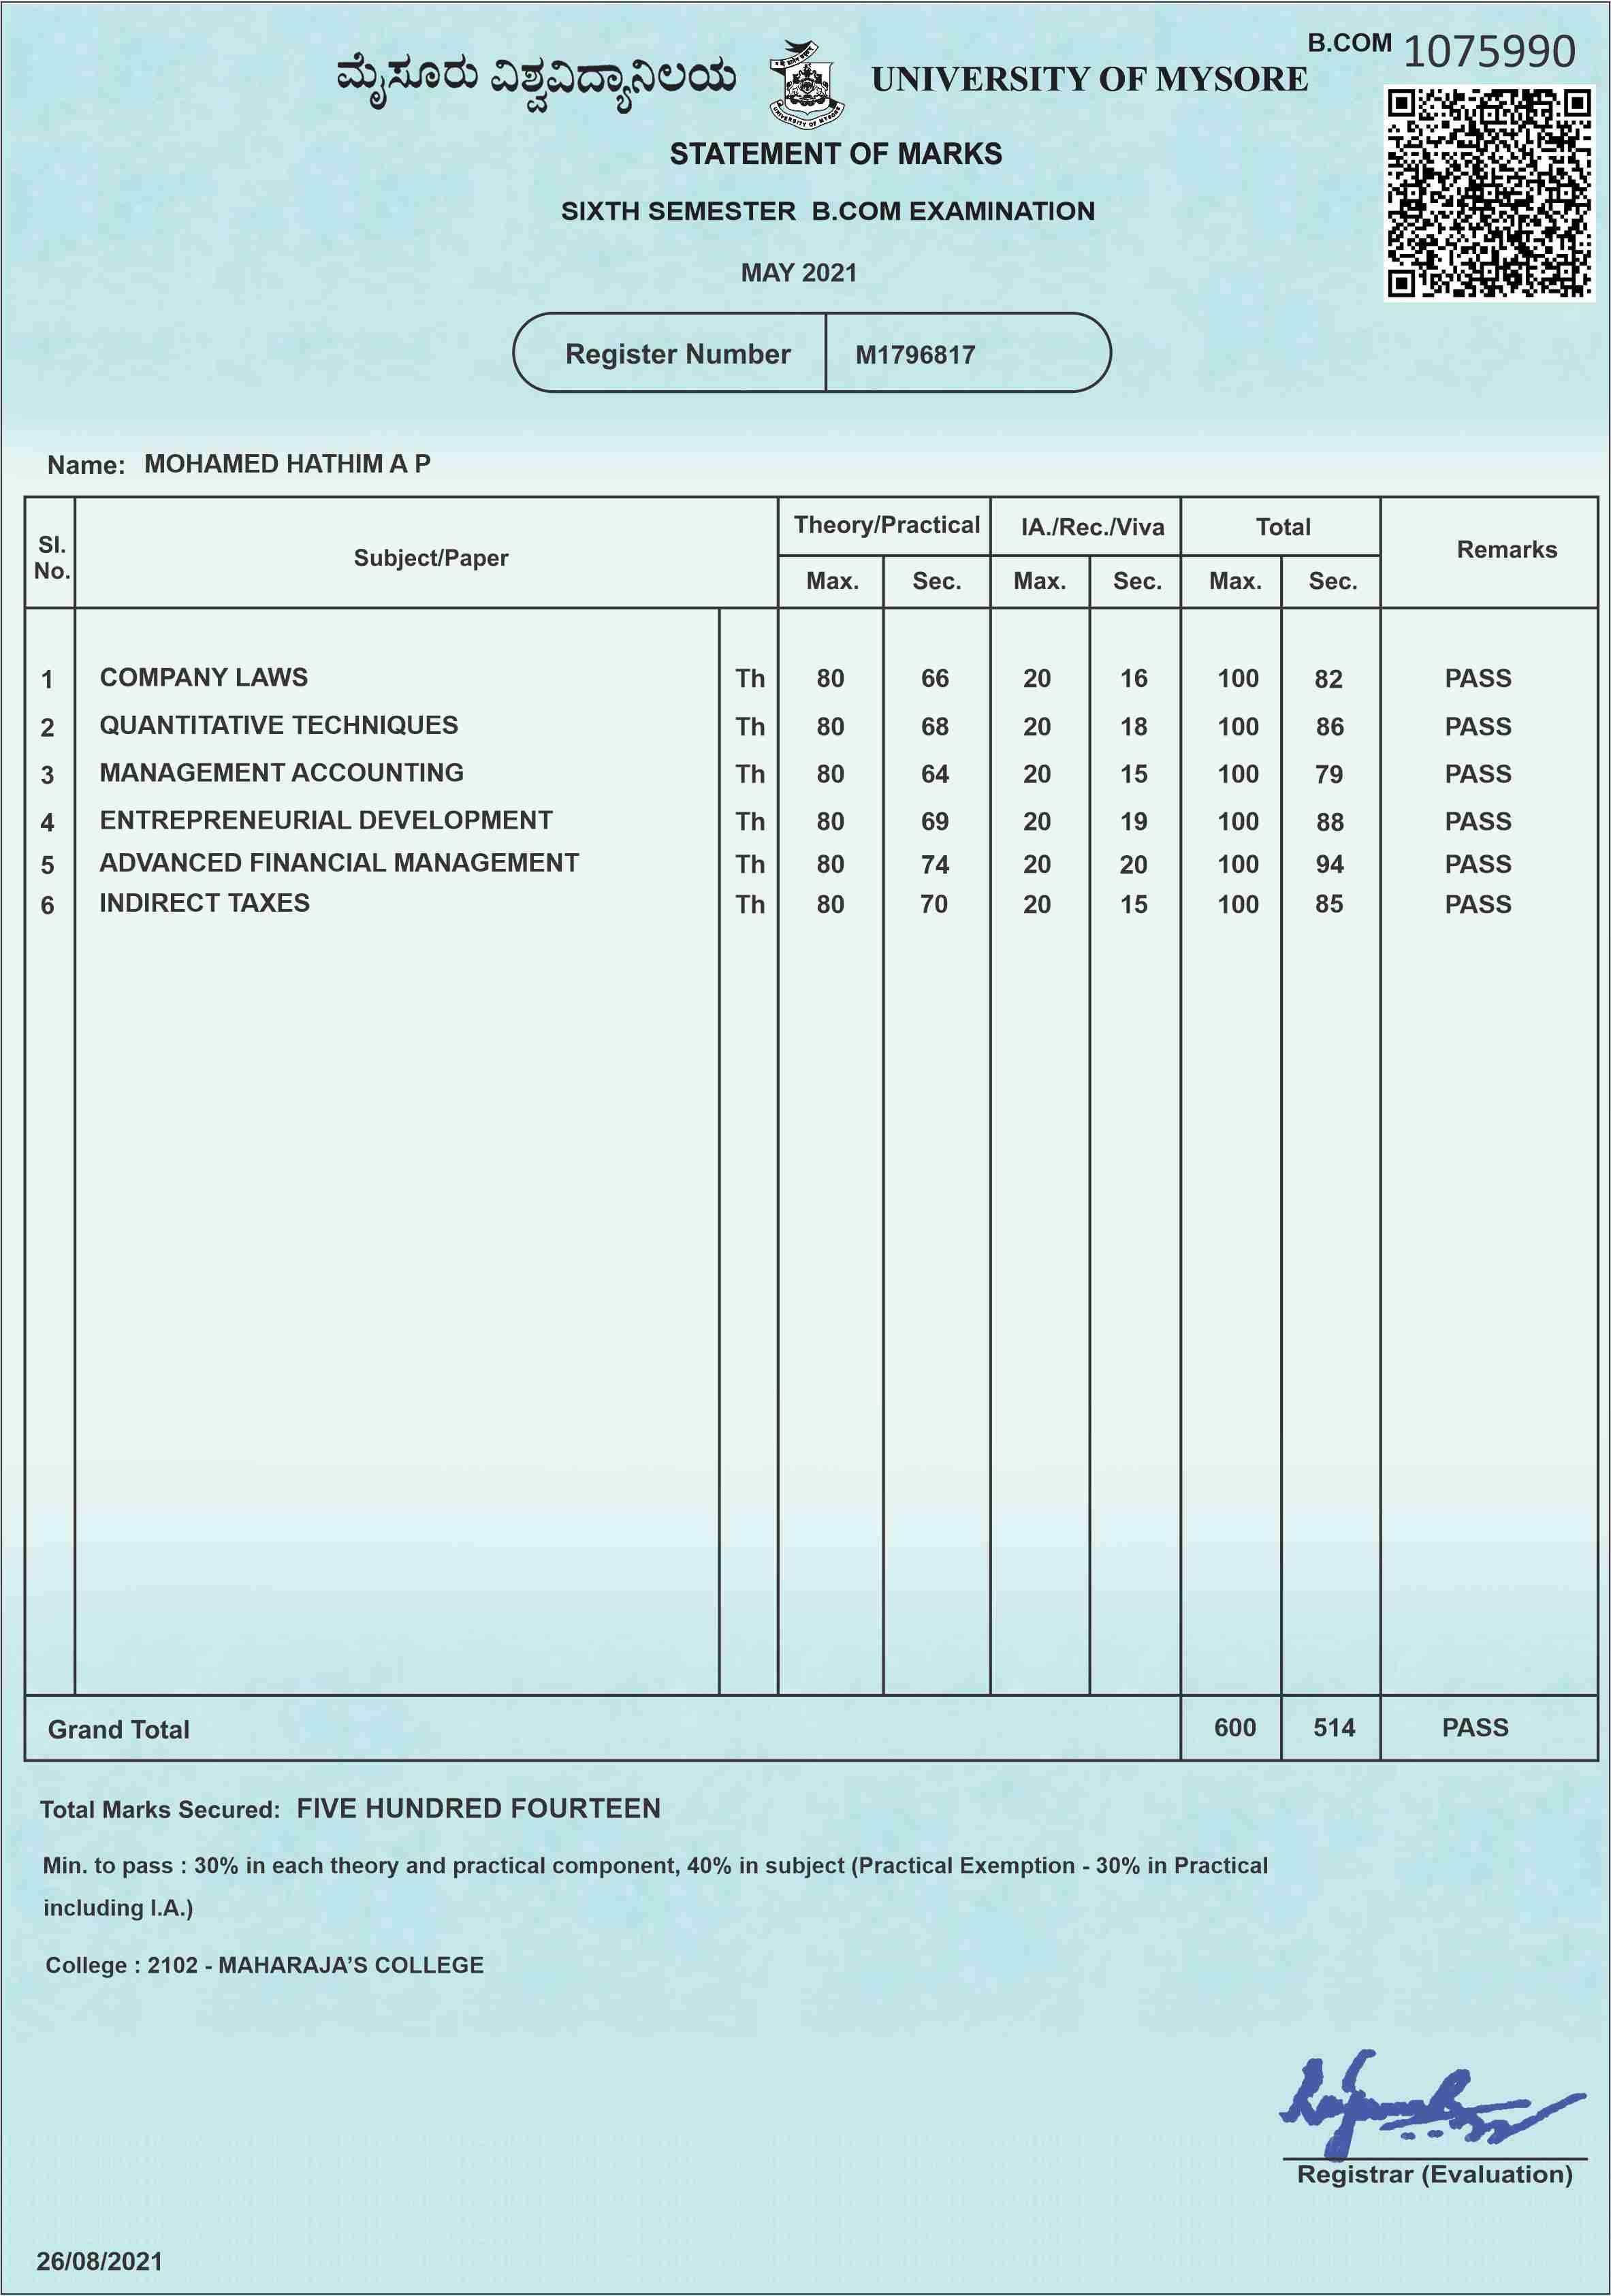 B.COM 1075990
ಮೈಸೂರು ವಿಶ್ವವಿದ್ಯಾನಿಲಯ UNIVERSITY OF MYSORE
UNIVERSITY OF MYSORE
STATEMENT OF MARKS
SIXTH SEMESTER B.COM EXAMINATION
MAY 2021
Register Number M1796817
Name: MOHAMED HATHIM A P
Sl. No. Subject/Paper Theory/Practical IA./Rec./Viva Total Remarks
Max. Sec. Max. Sec. Max. Sec.
1 COMPANY LAWS Th 80 66 20 16 100 82 PASS
2 QUANTITATIVE TECHNIQUES Th 80 68 20 18 100 86 PASS
3 MANAGEMENT ACCOUNTING Th 80 64 20 15 100 79 PASS
4 ENTREPRENEURIAL DEVELOPMENT Th 80 69 20 19 100 88 PASS
5 ADVANCED FINANCIAL MANAGEMENT Th 80 74 20 20 100 94 PASS
6 INDIRECT TAXES Th 80 70 20 15 100 85 PASS
Grand Total 600 514 PASS
Total Marks Secured: FIVE HUNDRED FOURTEEN
Min. to pass : 30% in each theory and practical component, 40% in subject (Practical Exemption - 30% in Practical
including I.A.)
College : 2102 - MAHARAJA’S COLLEGE
Registrar (Evaluation)
26/08/2021